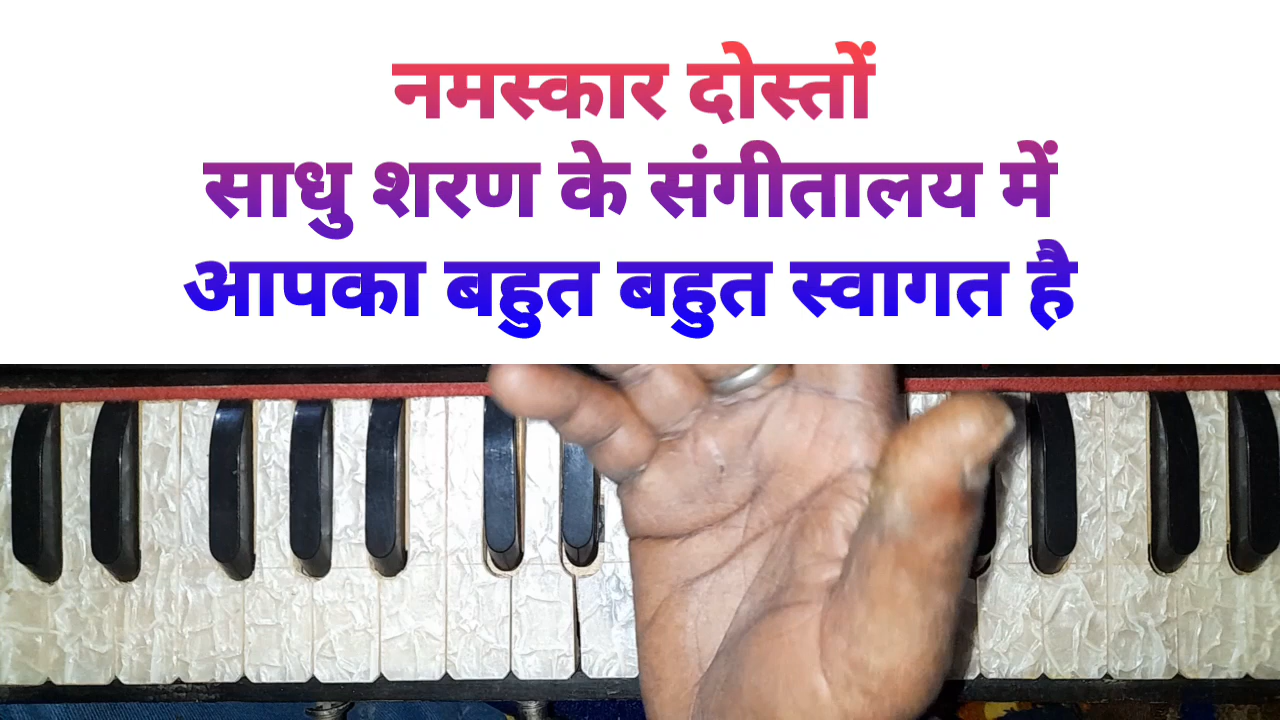 नमस्कार दोस्तों
साधु शरण के संगीतालय में
आपका बहुत बहुत स्वागत है